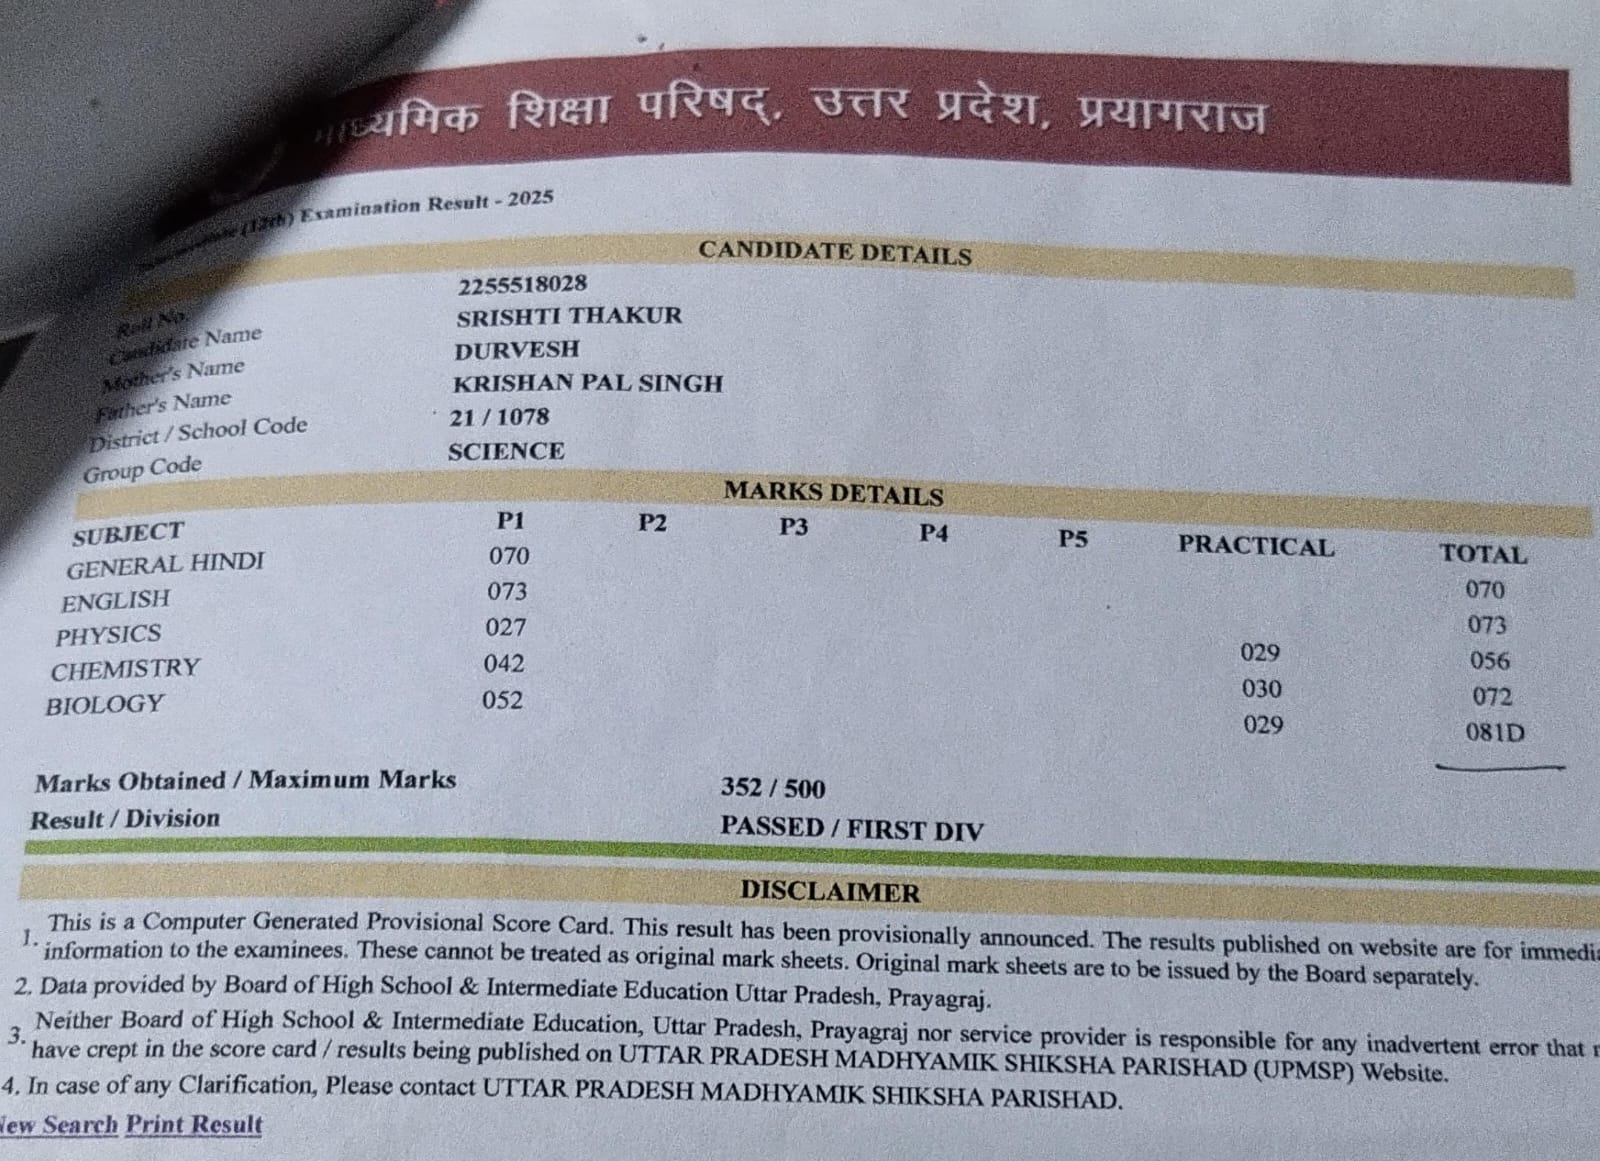 माध्यमिक शिक्षा परिषद्, उत्तर प्रदेश, प्रयागराज
(12th) Examination Result - 2025
CANDIDATE DETAILS
Roll No. 2255518028
Candidate Name SRISHTI THAKUR
Mother's Name DURVESH
Father's Name KRISHAN PAL SINGH
District / School Code 21 / 1078
Group Code SCIENCE
MARKS DETAILS
SUBJECT P1 P2 P3 P4 P5 PRACTICAL TOTAL
GENERAL HINDI 070 070
ENGLISH 073 073
PHYSICS 027 029 056
CHEMISTRY 042 030 072
BIOLOGY 052 029 081D
Marks Obtained / Maximum Marks 352 / 500
Result / Division PASSED / FIRST DIV
DISCLAIMER
1. This is a Computer Generated Provisional Score Card. This result has been provisionally announced. The results published on website are for immedi
information to the examinees. These cannot be treated as original mark sheets. Original mark sheets are to be issued by the Board separately.
2. Data provided by Board of High School & Intermediate Education Uttar Pradesh, Prayagraj.
3. Neither Board of High School & Intermediate Education, Uttar Pradesh, Prayagraj nor service provider is responsible for any inadvertent error that
have crept in the score card / results being published on UTTAR PRADESH MADHYAMIK SHIKSHA PARISHAD (UPMSP) Website.
4. In case of any Clarification, Please contact UTTAR PRADESH MADHYAMIK SHIKSHA PARISHAD.
New Search Print Result